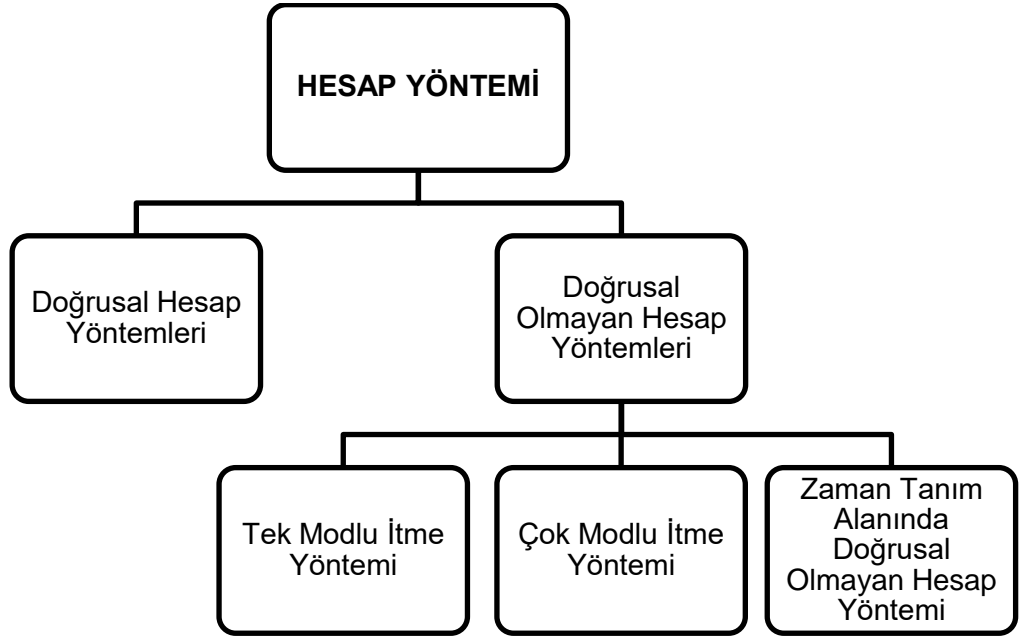 HESAP YÖNTEMİ
Doğrusal Hesap
Yöntemleri
Doğrusal
Olmayan Hesap
Yöntemleri
Tek Modlu İtme
Yöntemi
Çok Modlu İtme
Yöntemi
Zaman Tanım
Alanında
Doğrusal
Olmayan Hesap
Yöntemi